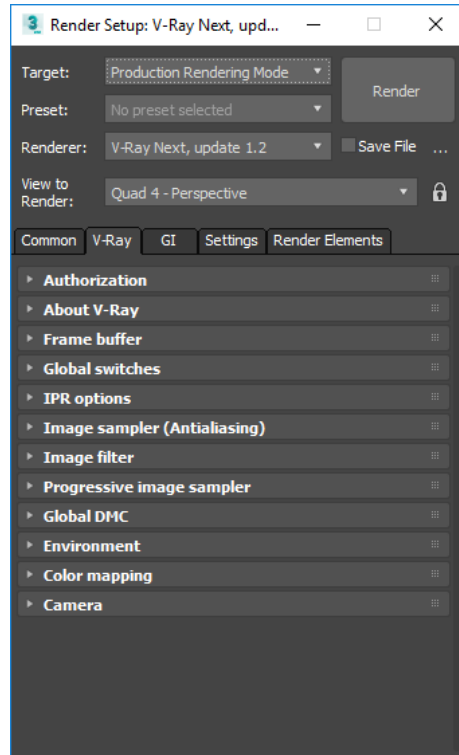 Render Setup: V-Ray Next, upd...
Target: Production Rendering Mode
Render
Preset: No preset selected
Renderer: V-Ray Next, update 1.2 Save File ...
View to
Render: Quad 4 - Perspective
Common V-Ray GI Settings Render Elements
Authorization
About V-Ray
Frame buffer
Global switches
IPR options
Image sampler (Antialiasing)
Image filter
Progressive image sampler
Global DMC
Environment
Color mapping
Camera